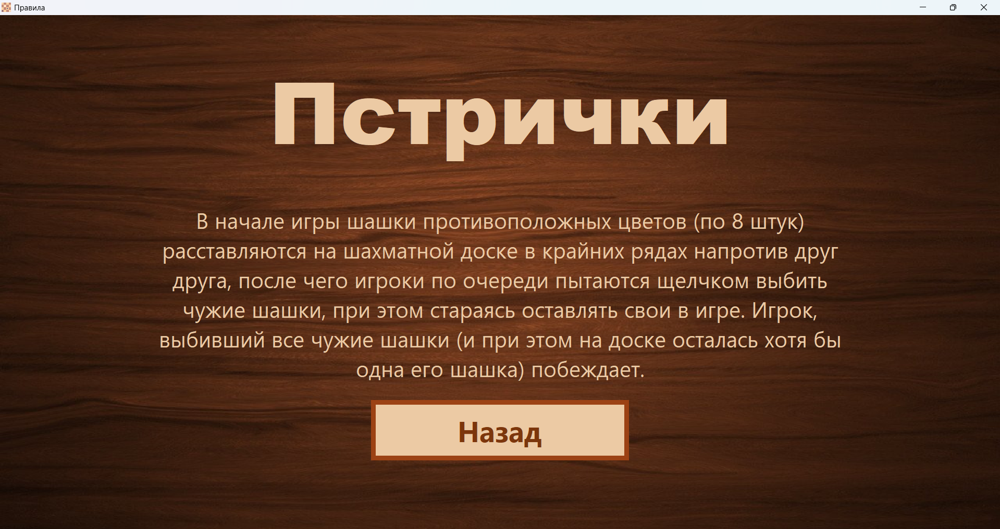 Правила
Пстрички
В начале игры шашки противоположных цветов (по 8 штук)
расставляются на шахматной доске в крайних рядах напротив друг
друга, после чего игроки по очереди пытаются щелчком выбить
чужие шашки, при этом стараясь оставлять свои в игре. Игрок,
выбивший все чужие шашки (и при этом на доске осталась хотя бы
одна его шашка) побеждает.
Назад